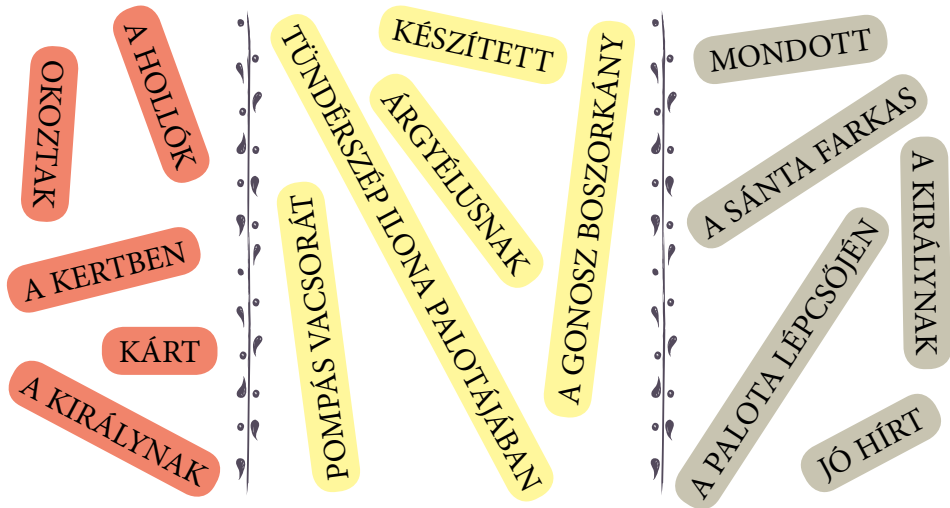 A HOLLÓK
OKOZTAK
A KERTBEN
KÁRT
A KIRÁLYNAK
KÉSZÍTETT
TÜNDÉRSZÉP ILONA PALOTÁJÁBAN
ÁRGYÉLUSNAK
A GONOSZ BOSZORKÁNY
POMPÁS VACSORÁT
MONDOTT
A SÁNTA FARKAS
A KIRÁLYNAK
A PALOTA LÉPCSŐJÉN
JÓ HÍRT